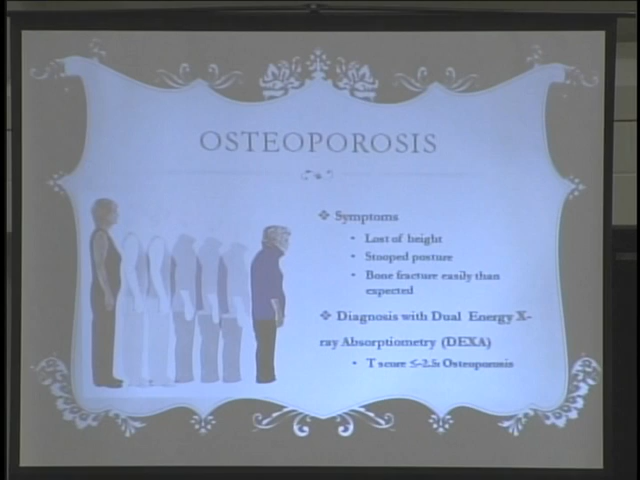 OSTEOPOROSIS
❖ Symptoms
• Lost of height
• Stooped posture
• Bone fracture easily than
expected
❖ Diagnosis with Dual Energy X-
ray Absorptiometry (DEXA)
• T score ≤-2.5: Osteoporosis